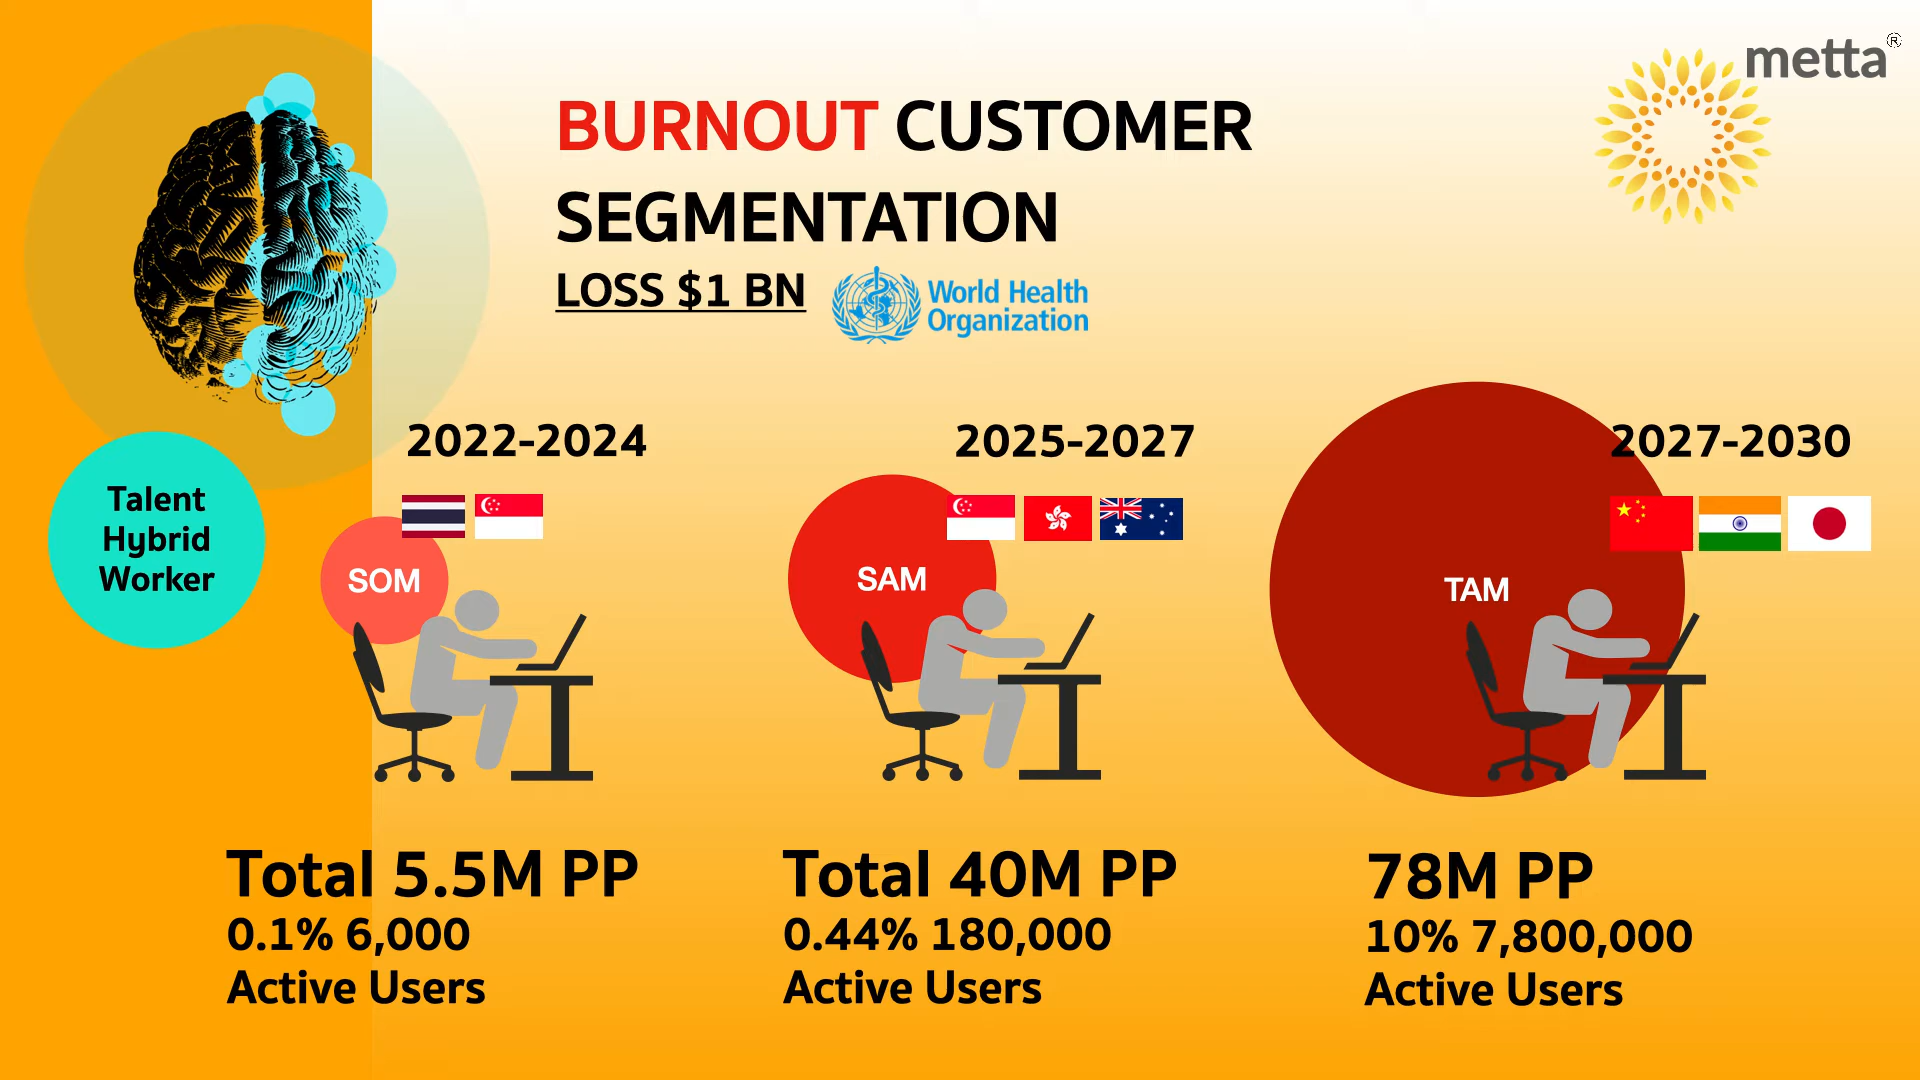 metta®
BURNOUT CUSTOMER
SEGMENTATION
LOSS $1 BN
World Health
Organization
Talent
Hybrid
Worker
2022-2024
SOM
Total 5.5M PP
0.1% 6,000
Active Users
2025-2027
SAM
Total 40M PP
0.44% 180,000
Active Users
2027-2030
TAM
78M PP
10% 7,800,000
Active Users